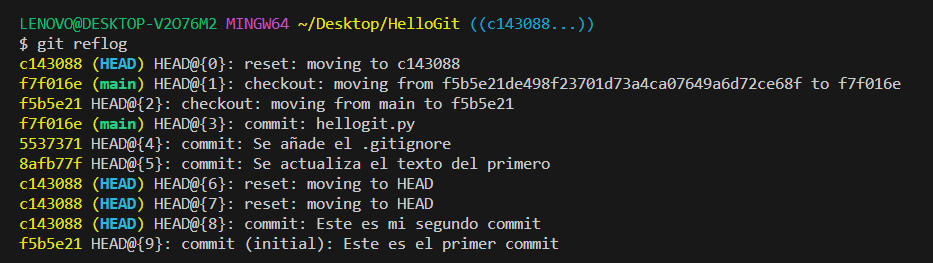 LENOVO@DESKTOP-V2O76M2 MINGW64 ~/Desktop/HelloGit ((c143088...))
$ git reflog
c143088 (HEAD) HEAD@{0}: reset: moving to c143088
f7f016e (main) HEAD@{1}: checkout: moving from f5b5e21de498f23701d73a4ca07649a6d72ce68f to f7f016e
f5b5e21 HEAD@{2}: checkout: moving from main to f5b5e21
f7f016e (main) HEAD@{3}: commit: hellogit.py
5537371 HEAD@{4}: commit: Se añade el .gitignore
8afb77f HEAD@{5}: commit: Se actualiza el texto del primero
c143088 (HEAD) HEAD@{6}: reset: moving to HEAD
c143088 (HEAD) HEAD@{7}: reset: moving to HEAD
c143088 (HEAD) HEAD@{8}: commit: Este es mi segundo commit
f5b5e21 HEAD@{9}: commit (initial): Este es el primer commit